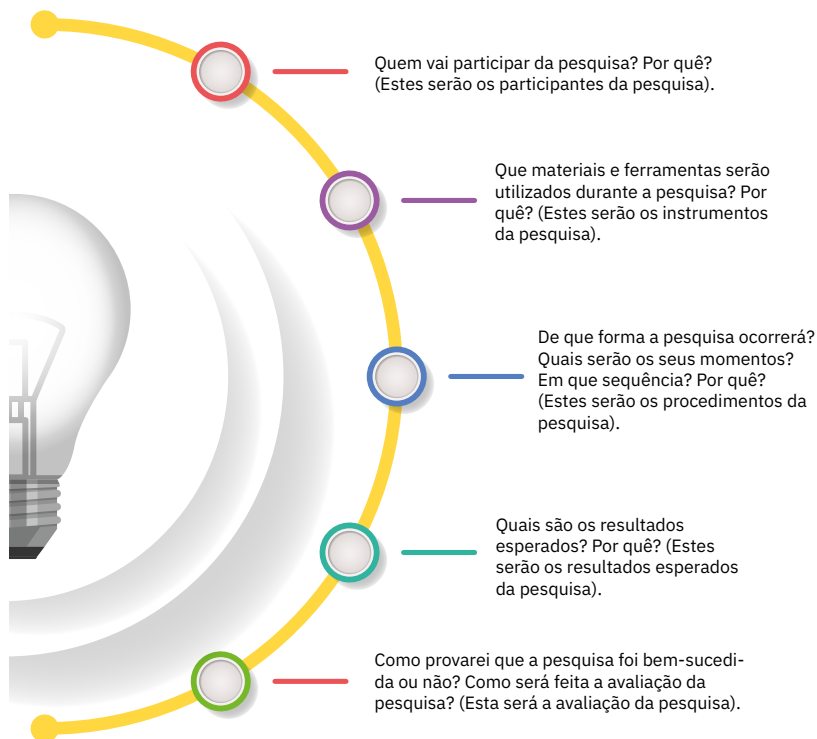 Quem vai participar da pesquisa? Por quê?
(Estes serão os participantes da pesquisa).
Que materiais e ferramentas serão
utilizados durante a pesquisa? Por
quê? (Estes serão os instrumentos
da pesquisa).
De que forma a pesquisa ocorrerá?
Quais serão os seus momentos?
Em que sequência? Por quê?
(Estes serão os procedimentos da
pesquisa).
Quais são os resultados
esperados? Por quê? (Estes
serão os resultados esperados
da pesquisa).
Como provarei que a pesquisa foi bem-sucedi-
da ou não? Como será feita a avaliação da
pesquisa? (Esta será a avaliação da pesquisa).